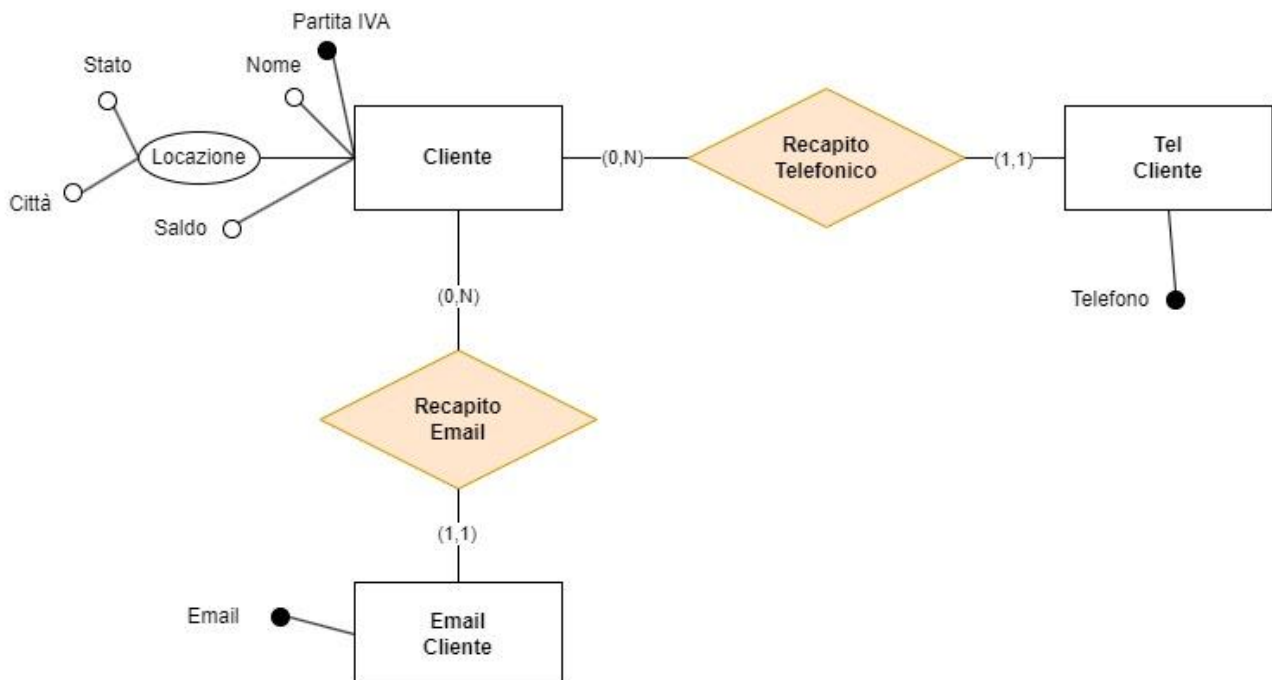 Partita IVA
Stato
Nome
Locazione
Cliente
(0,N)
Recapito
Telefonico
(1,1)
Tel
Cliente
Città
Saldo
(0,N)
Telefono
Recapito
Email
(1,1)
Email
Email
Cliente